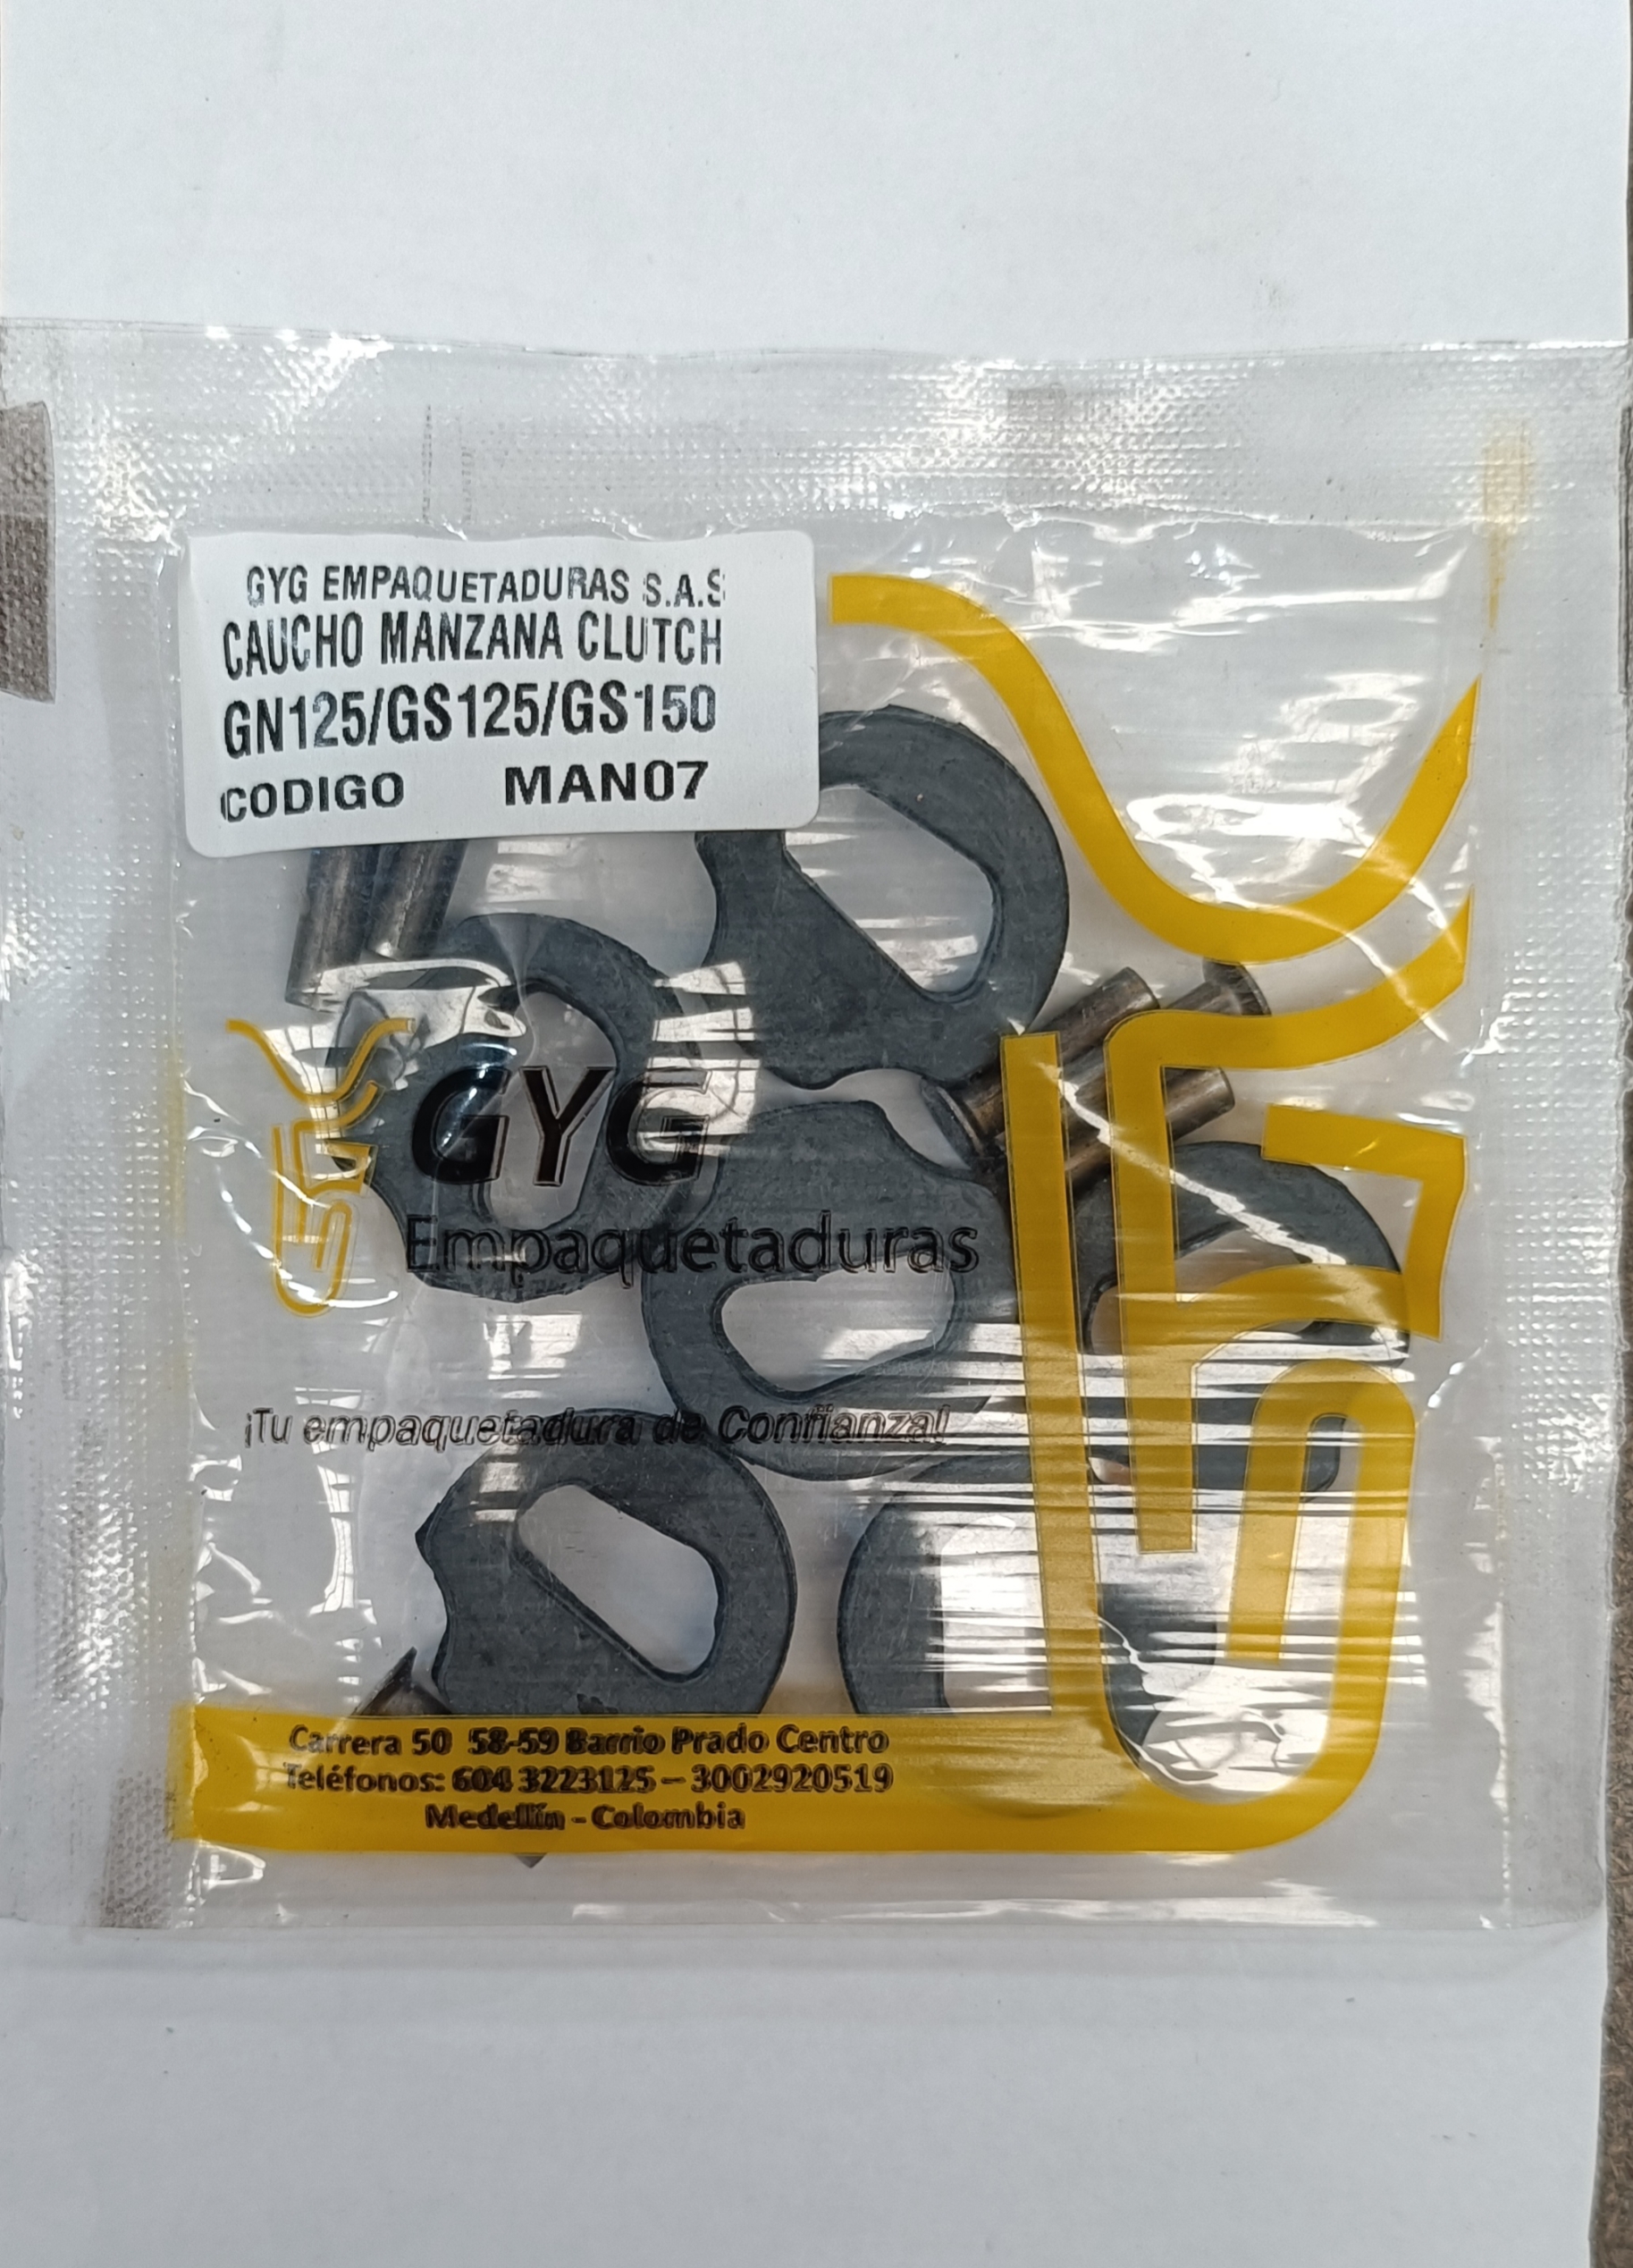 GYG EMPAQUETADURAS S.A.S
CAUCHO MANZANA CLUTCH
GN125/GS125/GS150
CODIGO MAN07
GYG
Empaquetaduras
¡Tu empaquetadura de Confianza!
Carrera 50 58-59 Barrio Prado Centro
Teléfonos: 604 3223125 – 3002920519
Medellín - Colombia